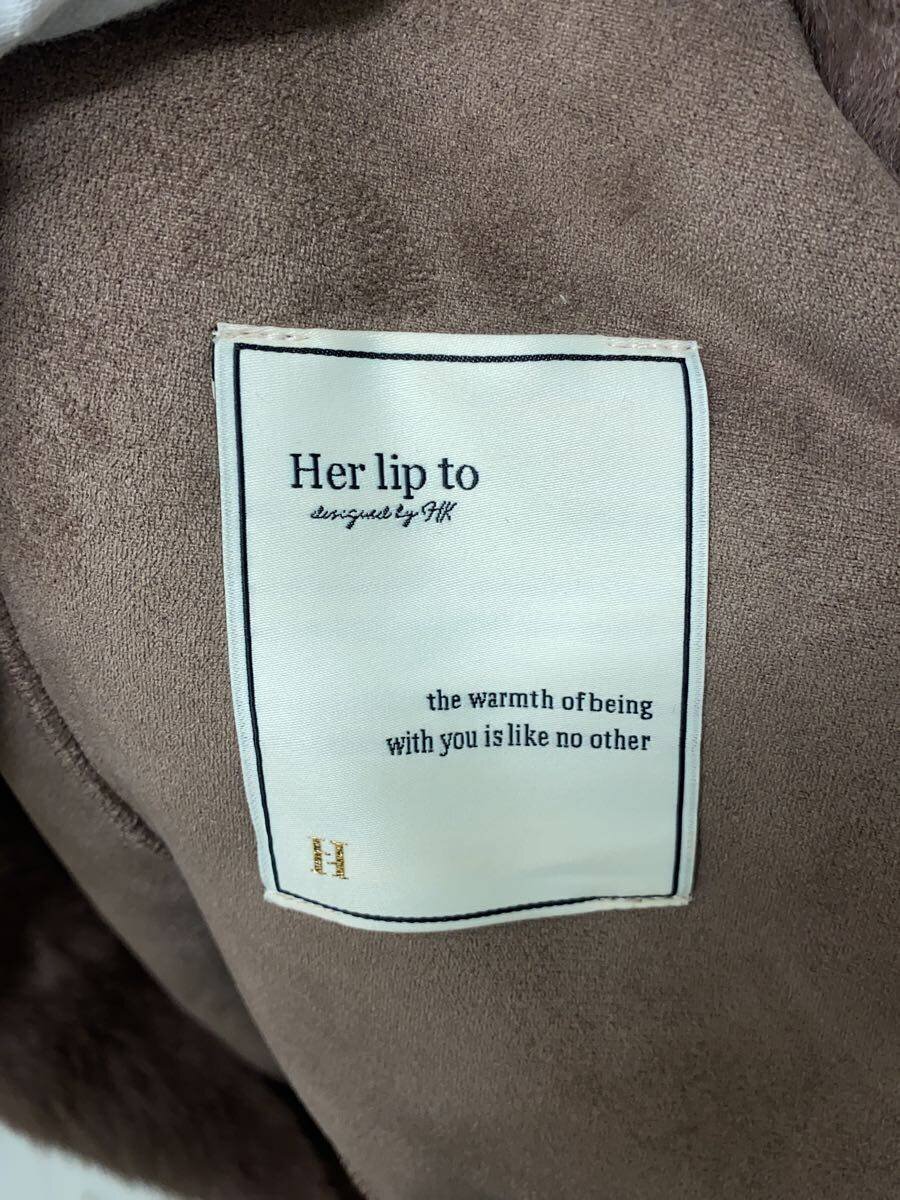 Her lip to
designed by HK
the warmth of being
with you is like no other
H